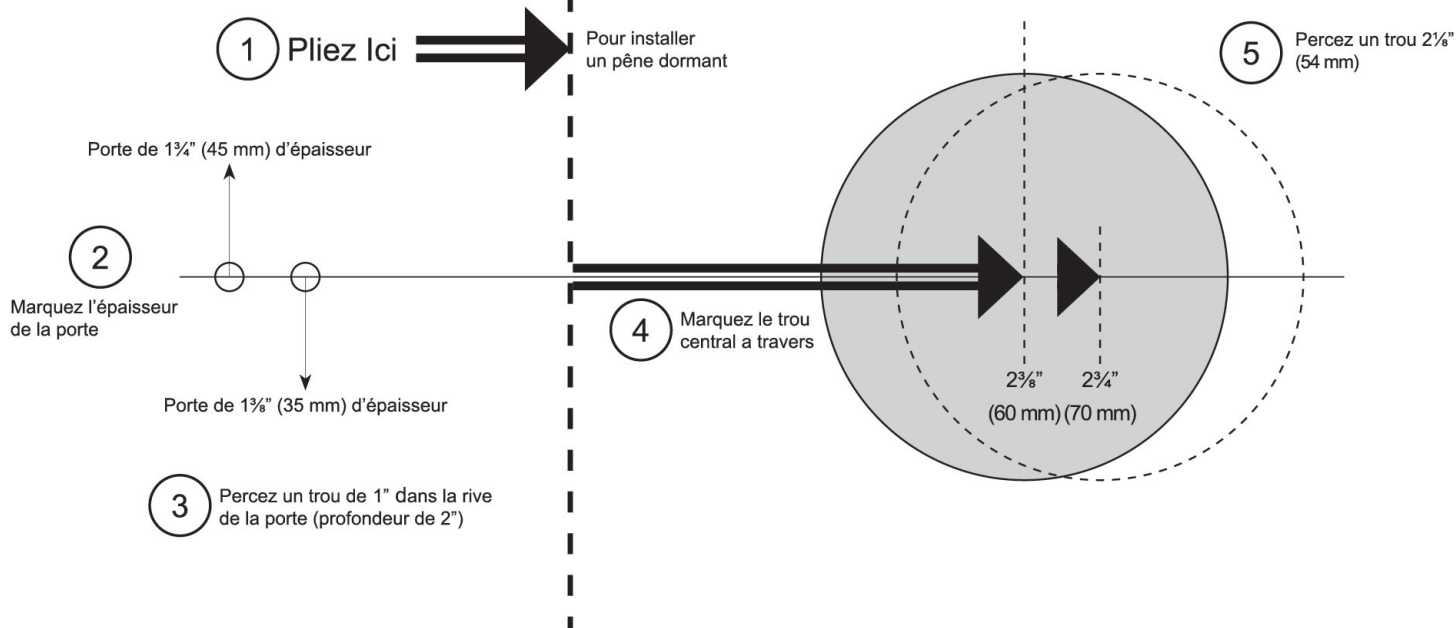 1 Pliez Ici
Pour installer
un pêne dormant
5 Percez un trou 2⅛”
(54 mm)
Porte de 1¾” (45 mm) d’épaisseur
2
Marquez l’épaisseur
de la porte
4 Marquez le trou
central a travers
2⅜” 2¾”
(60 mm) (70 mm)
Porte de 1⅜” (35 mm) d’épaisseur
3 Percez un trou de 1” dans la rive
de la porte (profondeur de 2”)